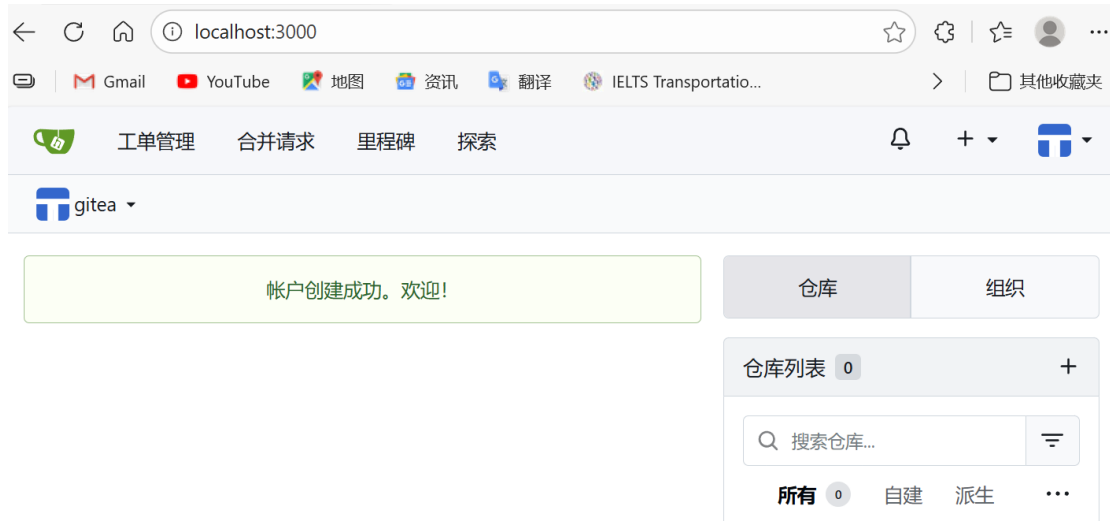 localhost:3000
Gmail YouTube 地图 资讯 翻译 IELTS Transportatio... 其他收藏夹
工单管理 合并请求 里程碑 探索
gitea
帐户创建成功。欢迎！
仓库 组织
仓库列表 0
搜索仓库...
所有 0 自建 派生